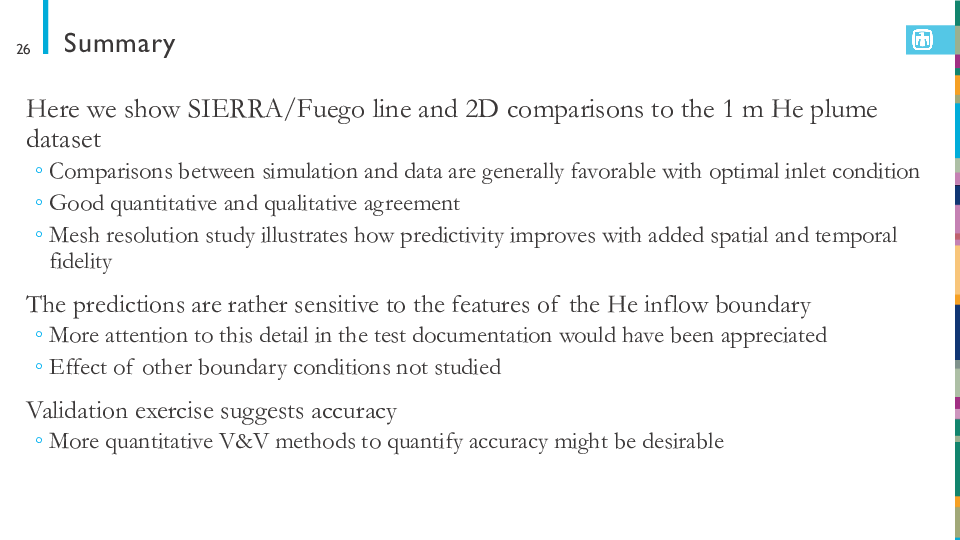 26
Summary
Here we show SIERRA/Fuego line and 2D comparisons to the 1 m He plume
dataset
◦ Comparisons between simulation and data are generally favorable with optimal inlet condition
◦ Good quantitative and qualitative agreement
◦ Mesh resolution study illustrates how predictivity improves with added spatial and temporal
fidelity
The predictions are rather sensitive to the features of the He inflow boundary
◦ More attention to this detail in the test documentation would have been appreciated
◦ Effect of other boundary conditions not studied
Validation exercise suggests accuracy
◦ More quantitative V&V methods to quantify accuracy might be desirable